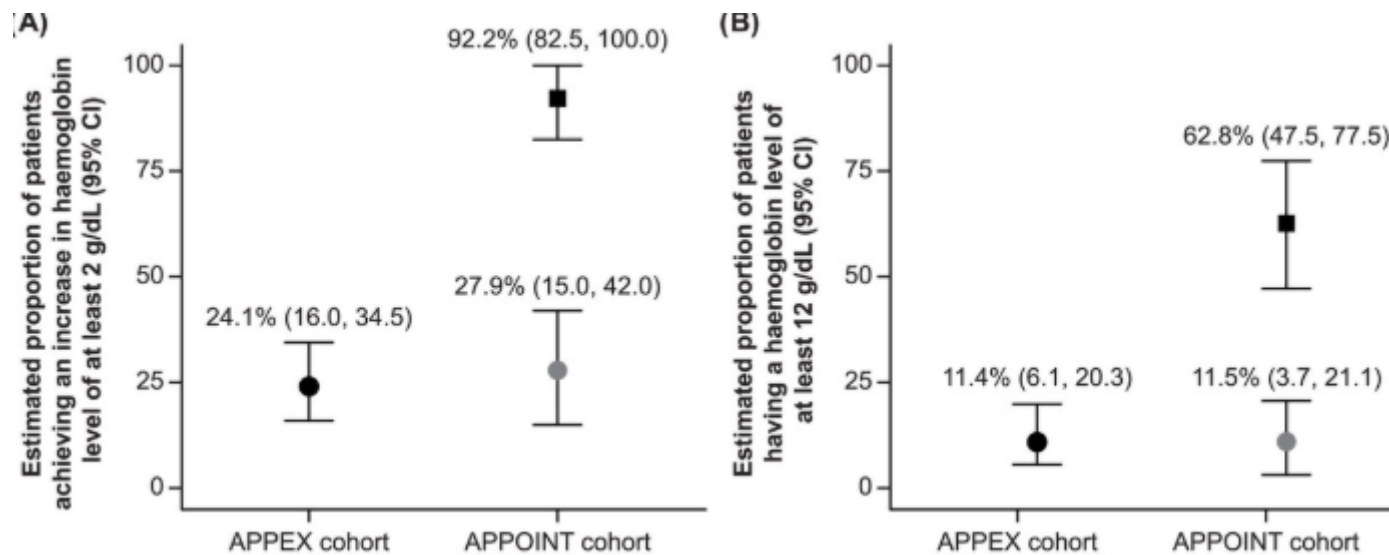 (A)
Estimated proportion of patients
achieving an increase in haemoglobin
level of at least 2 g/dL (95% CI)
100
75
50
25
0
92.2% (82.5, 100.0)
27.9% (15.0, 42.0)
24.1% (16.0, 34.5)
APPEX cohort
APPOINT cohort
(B)
Estimated proportion of patients
having a haemoglobin level of
at least 12 g/dL (95% CI)
100
75
50
25
0
62.8% (47.5, 77.5)
11.4% (6.1, 20.3)
11.5% (3.7, 21.1)
APPEX cohort
APPOINT cohort